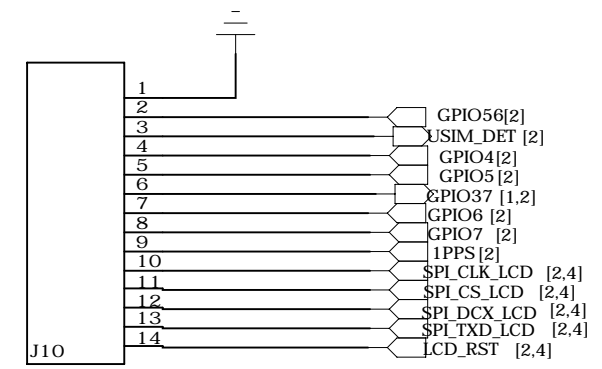 1
2 GPIO56[2]
3 USIM_DET [2]
4 GPIO4[2]
5 GPIO5[2]
6 GPIO37 [1,2]
7 GPIO6 [2]
8 GPIO7 [2]
9 1PPS[2]
10 SPI_CLK_LCD [2,4]
11 SPI_CS_LCD [2,4]
12 SPI_DCX_LCD [2,4]
13 SPI_TXD_LCD [2,4]
14 LCD_RST [2,4]
J10